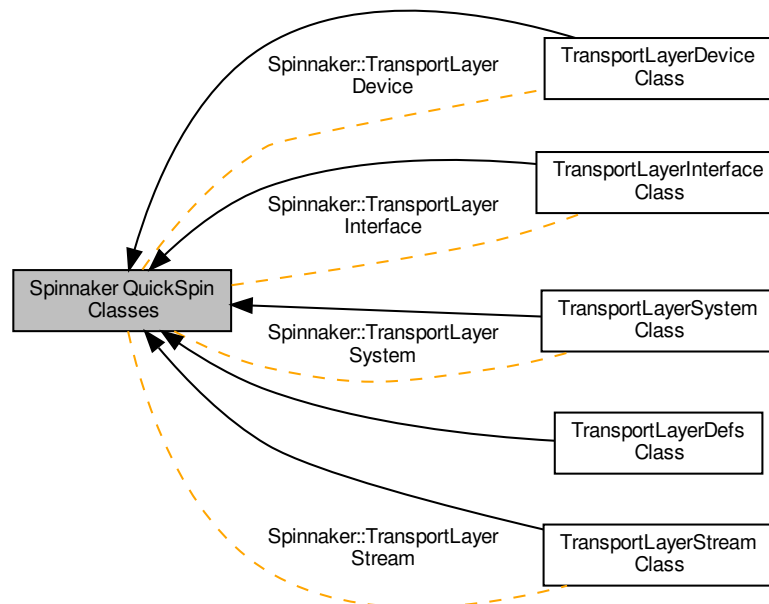 Spinnaker::TransportLayer
Device
TransportLayerDevice
Class
Spinnaker::TransportLayer
Interface
TransportLayerInterface
Class
Spinnaker QuickSpin
Classes
Spinnaker::TransportLayer
System
TransportLayerSystem
Class
TransportLayerDefs
Class
Spinnaker::TransportLayer
Stream
TransportLayerStream
Class